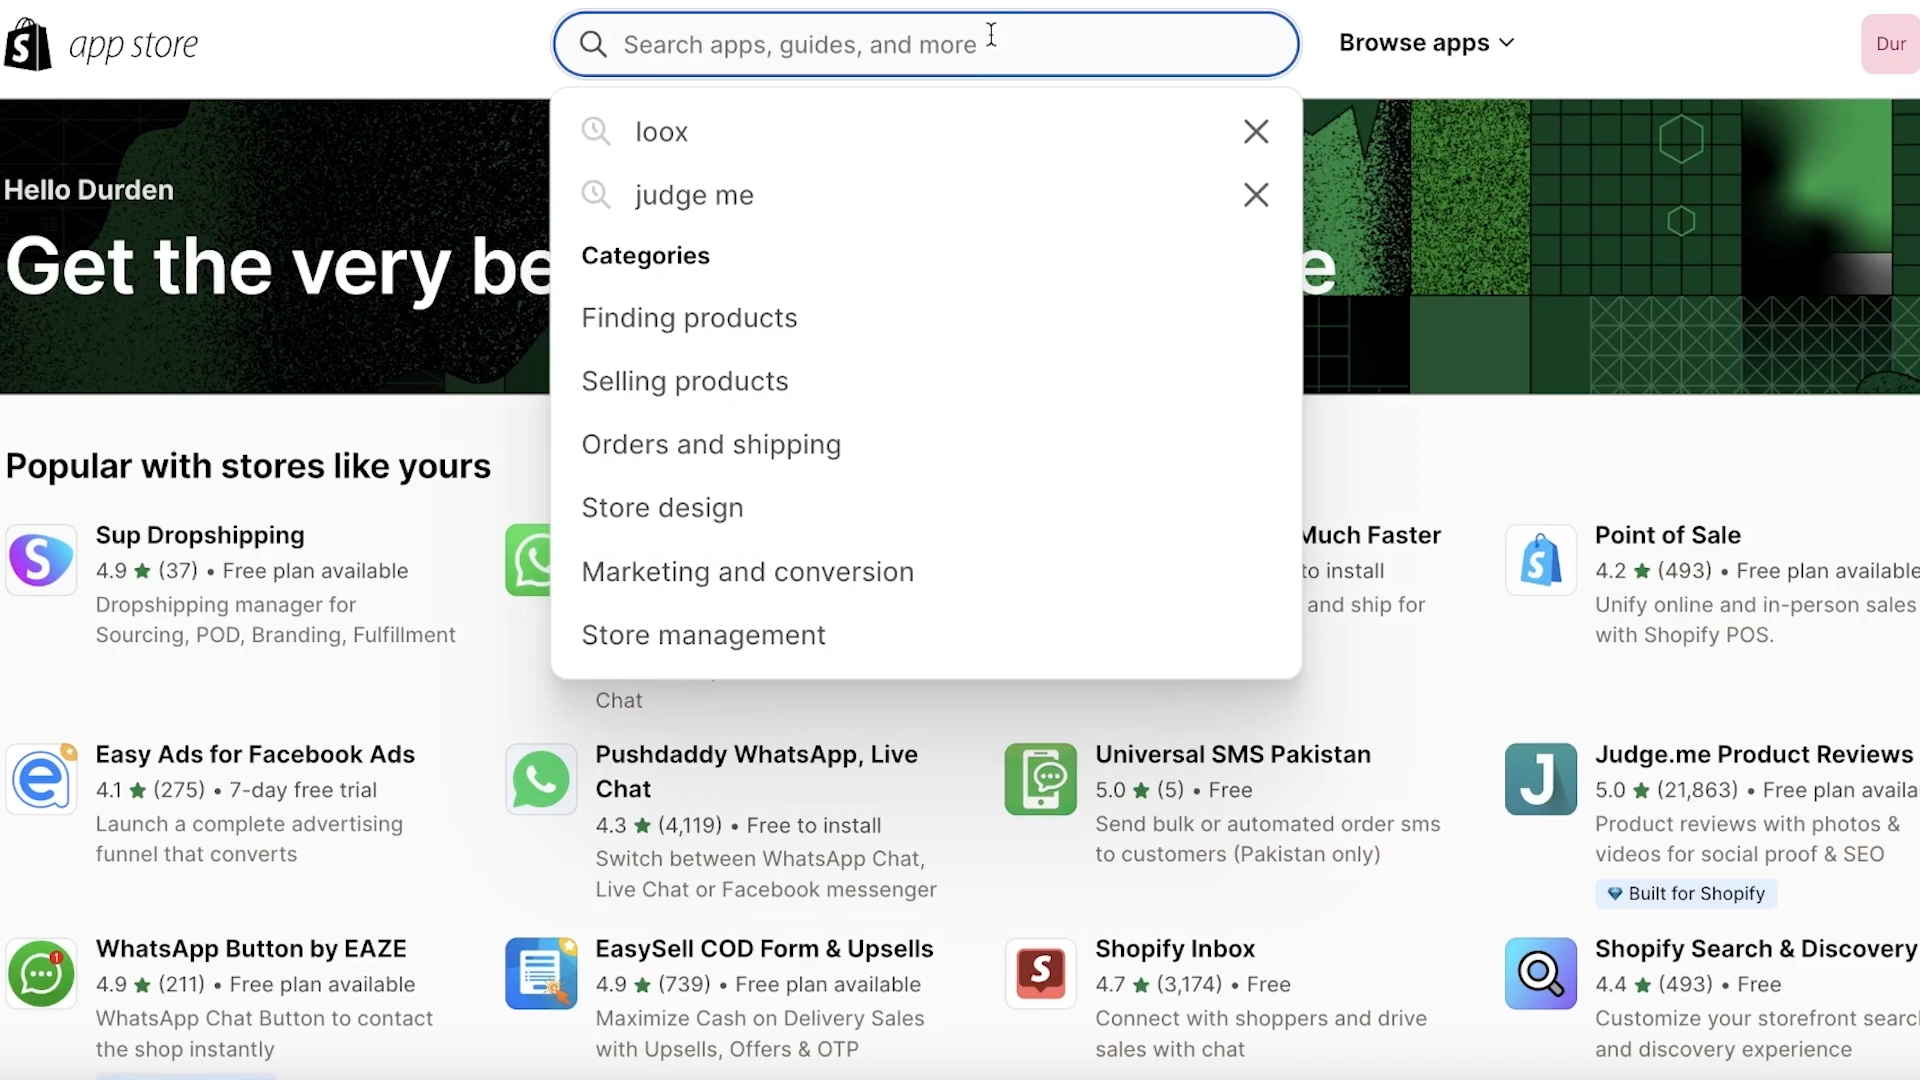 app store
Search apps, guides, and more
Browse apps
Dur
loox
judge me
Categories
Finding products
Selling products
Orders and shipping
Store design
Marketing and conversion
Store management
Hello Durden
Get the very be
e
Popular with stores like yours
Sup Dropshipping
4.9 ★ (37) • Free plan available
Dropshipping manager for
Sourcing, POD, Branding, Fulfillment
Chat
Much Faster
to install
and ship for
Point of Sale
4.2 ★ (493) • Free plan available
Unify online and in-person sales
with Shopify POS.
Easy Ads for Facebook Ads
4.1 ★ (275) • 7-day free trial
Launch a complete advertising
funnel that converts
Pushdaddy WhatsApp, Live
Chat
4.3 ★ (4,119) • Free to install
Switch between WhatsApp Chat,
Live Chat or Facebook messenger
Universal SMS Pakistan
5.0 ★ (5) • Free
Send bulk or automated order sms
to customers (Pakistan only)
Judge.me Product Reviews
5.0 ★ (21,863) • Free plan availa
Product reviews with photos &
videos for social proof & SEO
Built for Shopify
WhatsApp Button by EAZE
4.9 ★ (211) • Free plan available
WhatsApp Chat Button to contact
the shop instantly
EasySell COD Form & Upsells
4.9 ★ (739) • Free plan available
Maximize Cash on Delivery Sales
with Upsells, Offers & OTP
Shopify Inbox
4.7 ★ (3,174) • Free
Connect with shoppers and drive
sales with chat
Shopify Search & Discovery
4.4 ★ (493) • Free
Customize your storefront search
and discovery experience